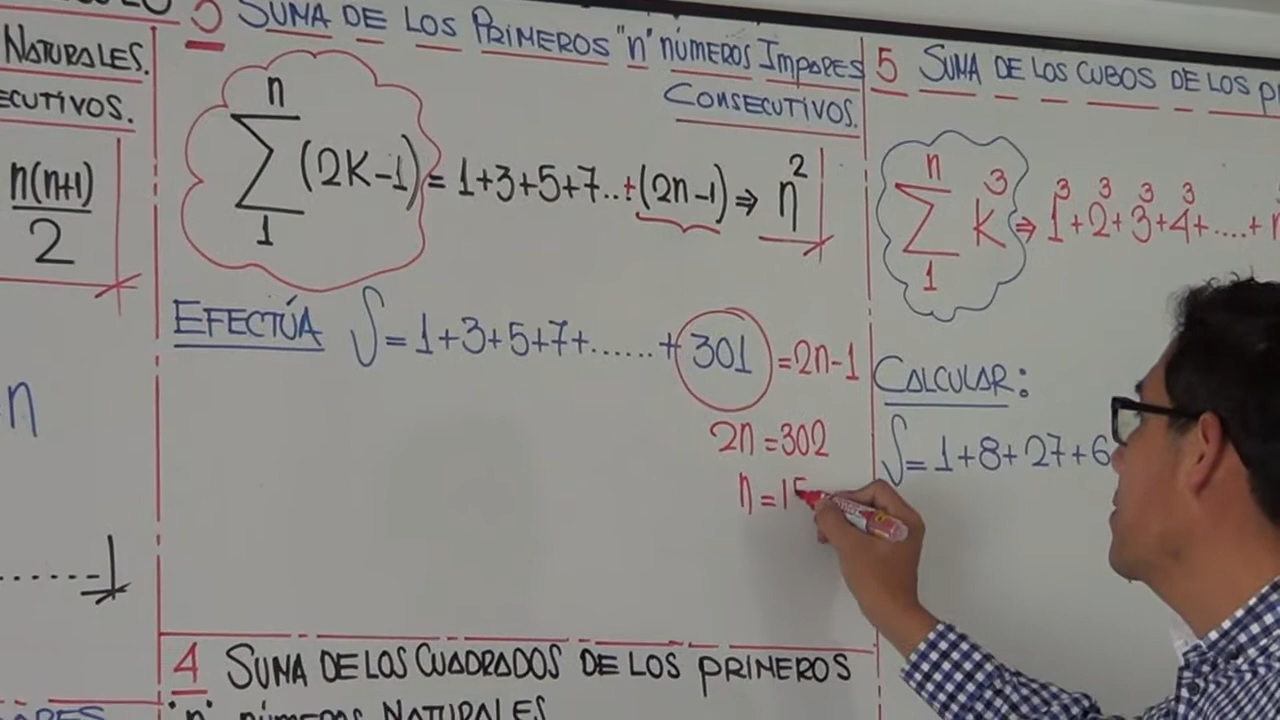 NATURALES.
ECUTIVOS.
n(n+1)
2
n
.......1
SUMA DE LOS PRIMEROS "n" NÚMEROS IMPARES
CONSECUTIVOS.
n
∑ (2K-1) = 1+3+5+7..+(2n-1) ⇒ n²
1
EFECTÚA S=1+3+5+7+......+301 =2n-1
2n=302
n=15
4 SUMA DE LOS CUADRADOS DE LOS PRIMEROS
"n" NÚMEROS NATURALES
5 SUMA DE LOS CUBOS DE LOS
n
∑ K³ ⇒ 1³+2³+3³+4³+....+
1
CALCULAR:
S=1+8+27+6